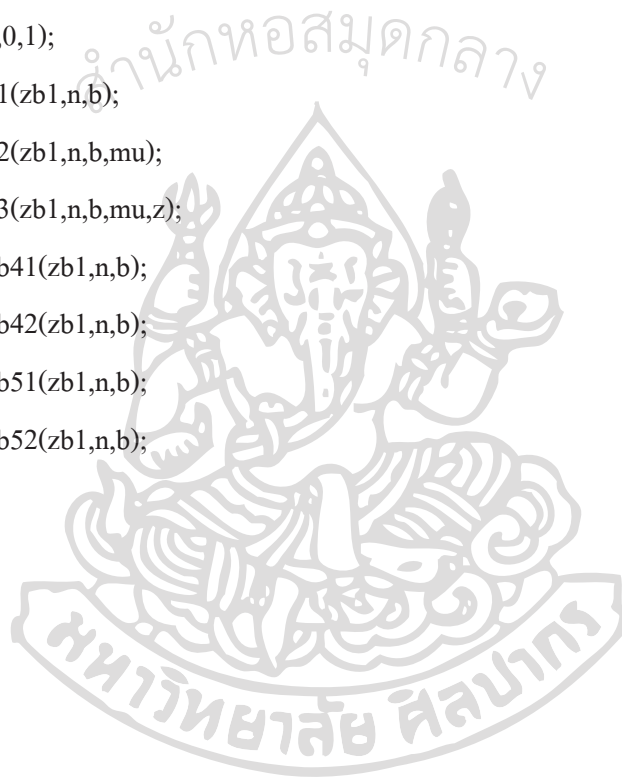 ,0,1);
สำนักหอสมุดกลาง
1(zb1,n,b);
2(zb1,n,b,mu);
3(zb1,n,b,mu,z);
b41(zb1,n,b);
b42(zb1,n,b);
b51(zb1,n,b);
b52(zb1,n,b);
มหาวิทยาลัย ศิลปากร